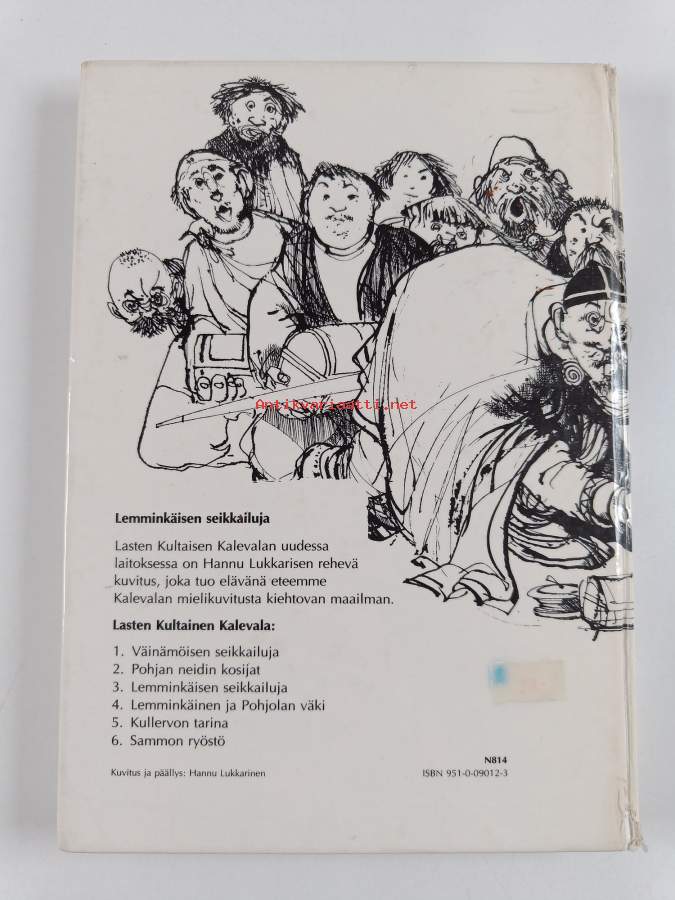 Antikvariaatti.net
Lemminkäisen seikkailuja
Lasten Kultaisen Kalevalan uudessa
laitoksessa on Hannu Lukkarisen rehevä
kuvitus, joka tuo elävänä eteemme
Kalevalan mielikuvitusta kiehtovan maailman.
Lasten Kultainen Kalevala:
1. Väinämöisen seikkailuja
2. Pohjan neidin kosijat
3. Lemminkäisen seikkailuja
4. Lemminkäinen ja Pohjolan väki
5. Kullervon tarina
6. Sammon ryöstö
N814
Kuvitus ja päällys: Hannu Lukkarinen
ISBN 951-0-09012-3